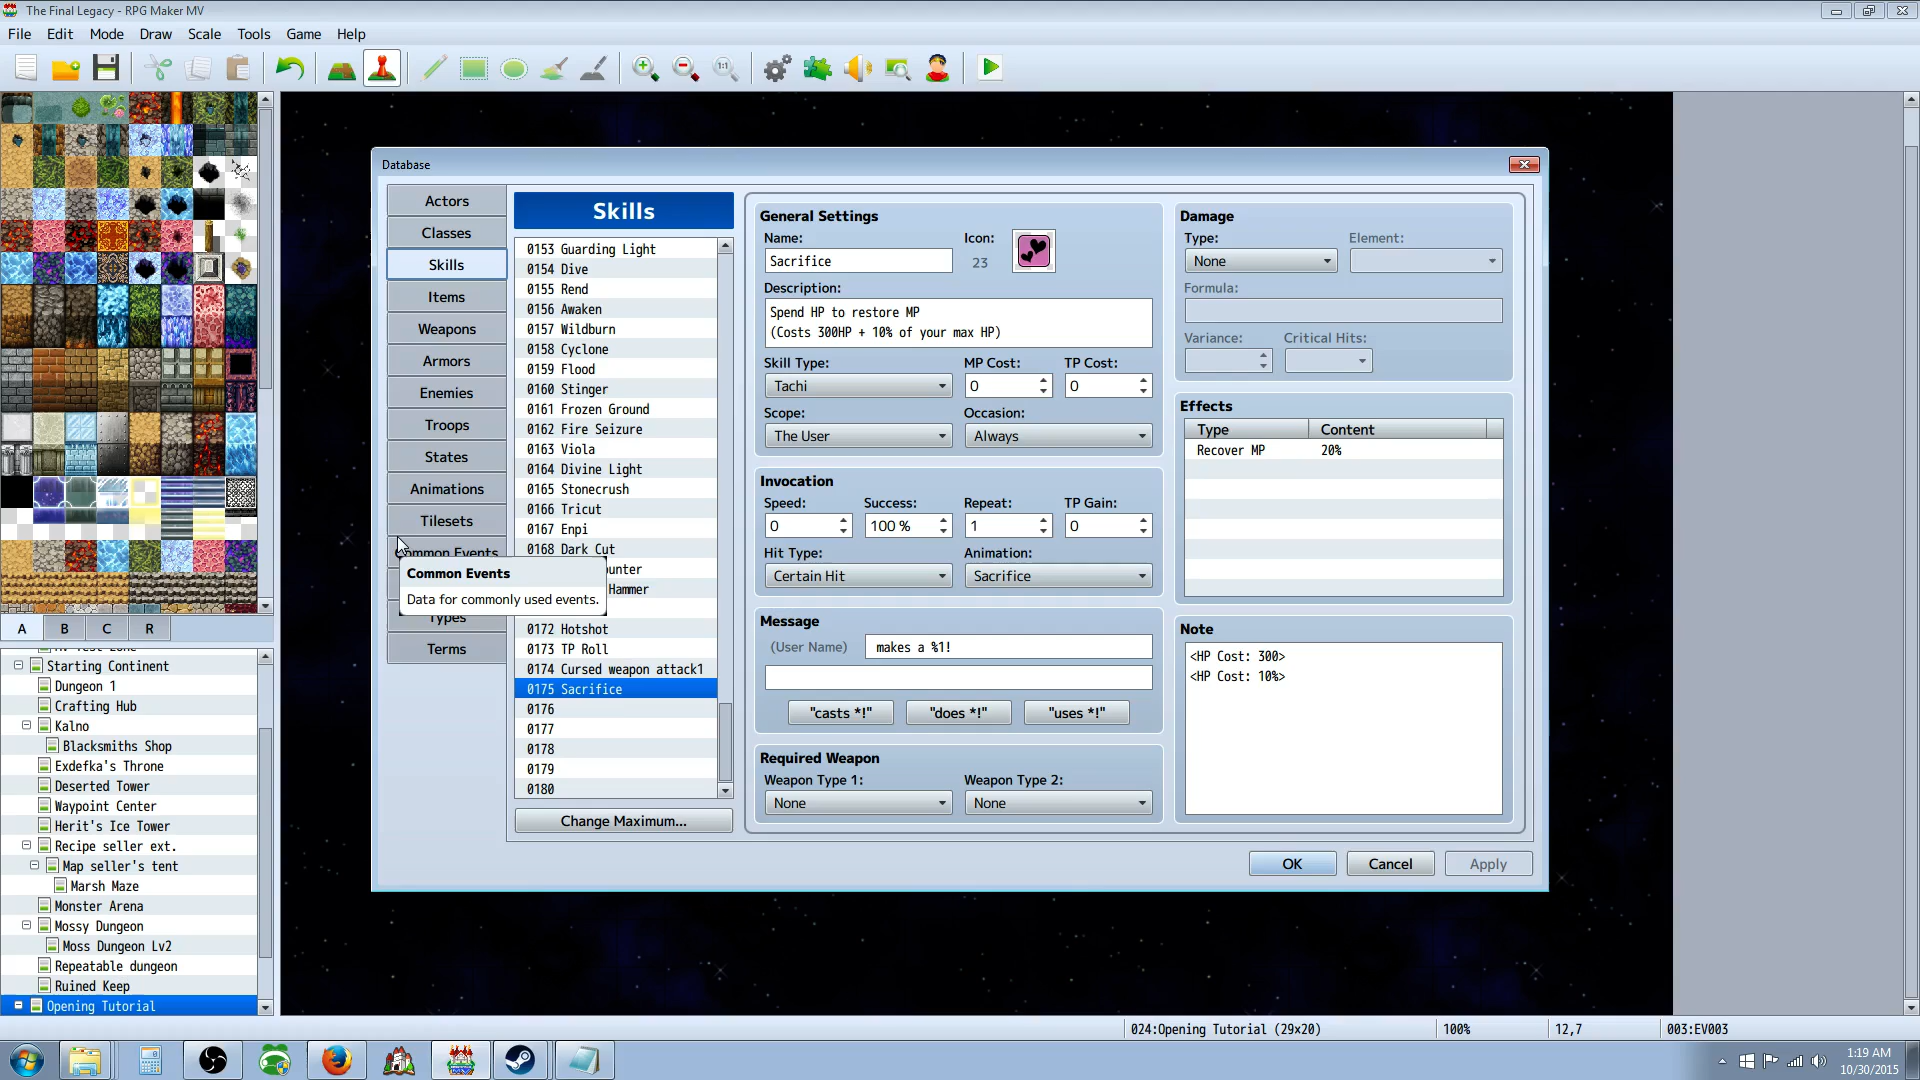 The Final Legacy - RPG Maker MV
File Edit Mode Draw Scale Tools Game Help
1:1
Database
Actors
Classes
Skills
Items
Weapons
Armors
Enemies
Troops
States
Animations
Tilesets
Common Events
Common Events
Data for commonly used events.
Types
Terms
Skills
0153 Guarding Light
0154 Dive
0155 Rend
0156 Awaken
0157 Wildburn
0158 Cyclone
0159 Flood
0160 Stinger
0161 Frozen Ground
0162 Fire Seizure
0163 Viola
0164 Divine Light
0165 Stonecrush
0166 Tricut
0167 Enpi
0168 Dark Cut
ounter
Hammer
0172 Hotshot
0173 TP Roll
0174 Cursed weapon attack1
0175 Sacrifice
0176
0177
0178
0179
0180
Change Maximum...
General Settings
Name:
Sacrifice
Icon:
23
Description:
Spend HP to restore MP
(Costs 300HP + 10% of your max HP)
Skill Type: MP Cost: TP Cost:
Tachi 0 0
Scope: Occasion:
The User Always
Invocation
Speed: Success: Repeat: TP Gain:
0 100 % 1 0
Hit Type: Animation:
Certain Hit Sacrifice
Message
(User Name) makes a %1!
"casts *!" "does *!" "uses *!"
Required Weapon
Weapon Type 1: Weapon Type 2:
None None
Damage
Type: Element:
None
Formula:
Variance: Critical Hits:
Effects
Type Content
Recover MP 20%
Note
<HP Cost: 300>
<HP Cost: 10%>
OK Cancel Apply
A B C R
Starting Continent
Dungeon 1
Crafting Hub
Kalno
Blacksmiths Shop
Exdefka's Throne
Deserted Tower
Waypoint Center
Herit's Ice Tower
Recipe seller ext.
Map seller's tent
Marsh Maze
Monster Arena
Mossy Dungeon
Moss Dungeon Lv2
Repeatable dungeon
Ruined Keep
Opening Tutorial
024:Opening Tutorial (29x20) 100% 12,7 003:EV003
1:19 AM
10/30/2015